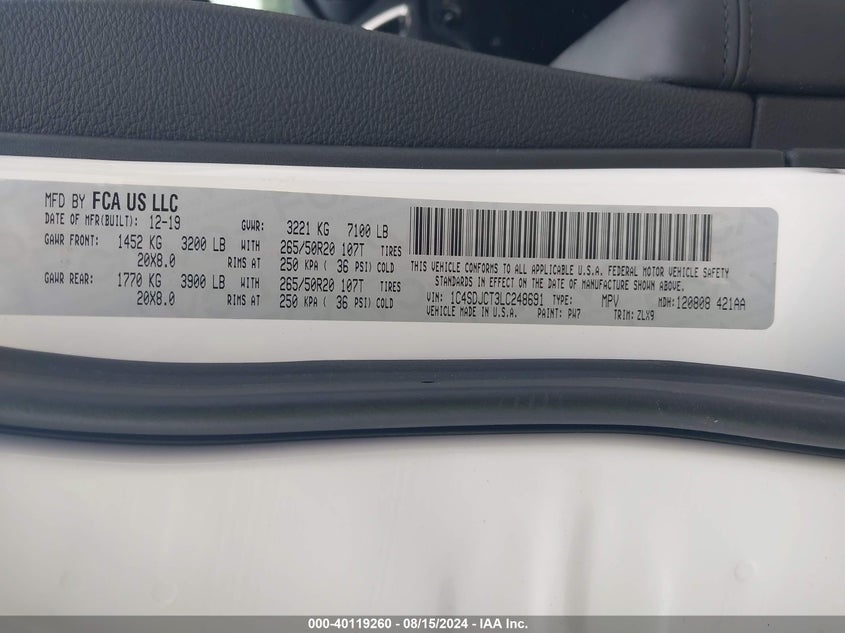 MFD BY FCA US LLC
DATE OF MFR(BUILT): 12-19 GVWR: 3221 KG 7100 LB
GAWR FRONT: 1452 KG 3200 LB WITH 265/50R20 107T TIRES
20X8.0 RIMS AT 250 KPA ( 36 PSI) COLD
GAWR REAR: 1770 KG 3900 LB WITH 265/50R20 107T TIRES
20X8.0 RIMS AT 250 KPA ( 36 PSI) COLD
THIS VEHICLE CONFORMS TO ALL APPLICABLE U.S.A. FEDERAL MOTOR VEHICLE SAFETY
STANDARDS IN EFFECT ON THE DATE OF MANUFACTURE SHOWN ABOVE.
VIN: 1C4SDJCT3LC248691 TYPE: MPV MDH: 120808 421AA
VEHICLE MADE IN U.S.A. PAINT: PW7 TRIM: ZLX9
000-40119260 - 08/15/2024 - IAA Inc.